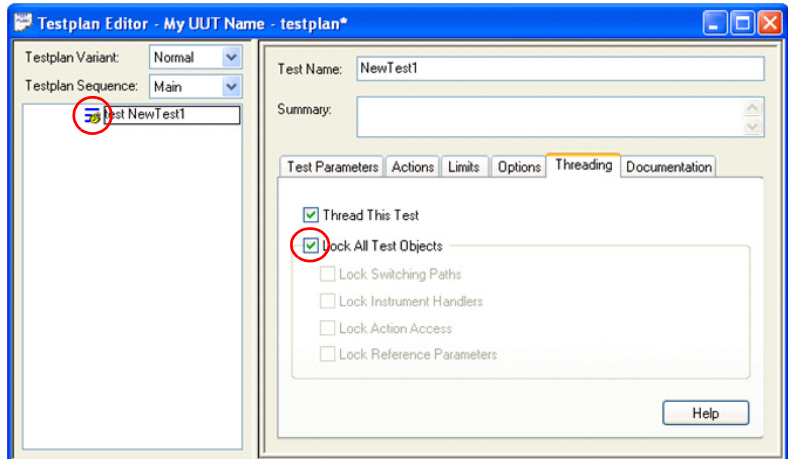 Testplan Editor - My UUT Name - testplan*
Testplan Variant: Normal
Testplan Sequence: Main
test NewTest1
Test Name: NewTest1
Summary:
Test Parameters Actions Limits Options Threading Documentation
Thread This Test
Lock All Test Objects
Lock Switching Paths
Lock Instrument Handlers
Lock Action Access
Lock Reference Parameters
Help